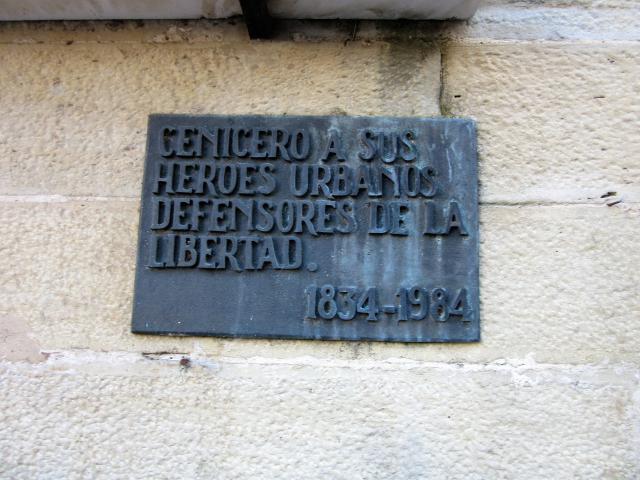 CENICERO A SUS
HEROES URBANOS
DEFENSORES DE LA
LIBERTAD.
1834-1984